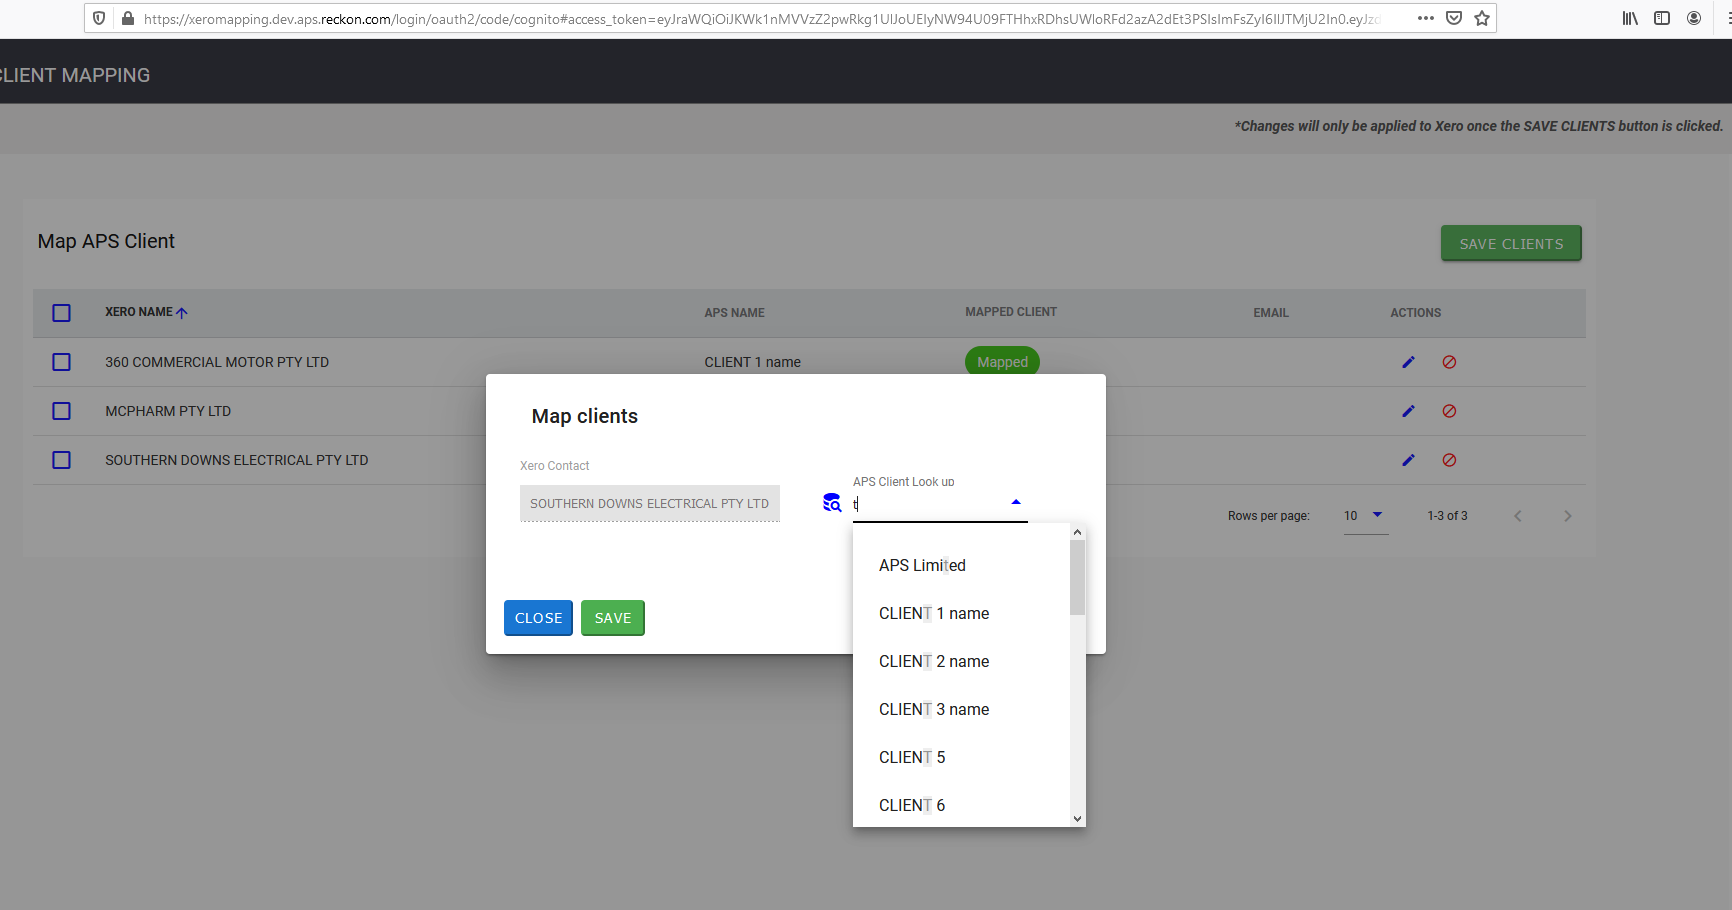 https://xeromapping.dev.aps.reckon.com/login/oauth2/code/cognito#access_token=
CLIENT MAPPING
*Changes will only be applied to Xero once the SAVE CLIENTS button is clicked.
Map APS Client
SAVE CLIENTS
XERO NAME APS NAME MAPPED CLIENT EMAIL ACTIONS
360 COMMERCIAL MOTOR PTY LTD CLIENT 1 name Mapped
MCPHARM PTY LTD
SOUTHERN DOWNS ELECTRICAL PTY LTD
Rows per page: 10 1-3 of 3
Map clients
Xero Contact
SOUTHERN DOWNS ELECTRICAL PTY LTD
APS Client Look up
t
APS Limited
CLIENT 1 name
CLIENT 2 name
CLIENT 3 name
CLIENT 5
CLIENT 6
CLOSE SAVE